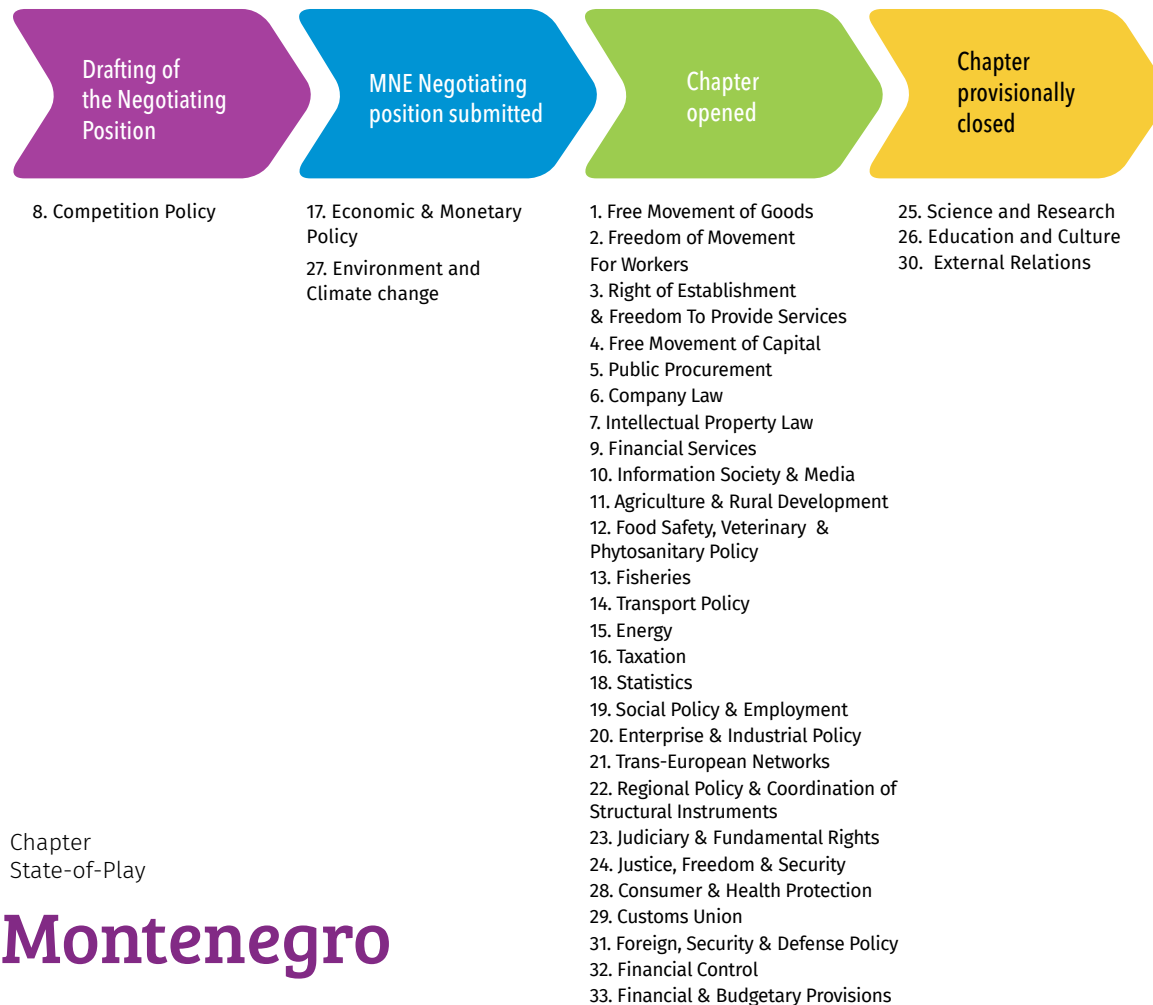 Drafting of
the Negotiating
Position
MNE Negotiating
position submitted
Chapter
opened
Chapter
provisionally
closed
8. Competition Policy
17. Economic & Monetary
Policy
27. Environment and
Climate change
1. Free Movement of Goods
2. Freedom of Movement
For Workers
3. Right of Establishment
& Freedom To Provide Services
4. Free Movement of Capital
5. Public Procurement
6. Company Law
7. Intellectual Property Law
9. Financial Services
10. Information Society & Media
11. Agriculture & Rural Development
12. Food Safety, Veterinary &
Phytosanitary Policy
13. Fisheries
14. Transport Policy
15. Energy
16. Taxation
18. Statistics
19. Social Policy & Employment
20. Enterprise & Industrial Policy
21. Trans-European Networks
22. Regional Policy & Coordination of
Structural Instruments
23. Judiciary & Fundamental Rights
24. Justice, Freedom & Security
28. Consumer & Health Protection
29. Customs Union
31. Foreign, Security & Defense Policy
32. Financial Control
33. Financial & Budgetary Provisions
25. Science and Research
26. Education and Culture
30. External Relations
Chapter
State-of-Play
Montenegro